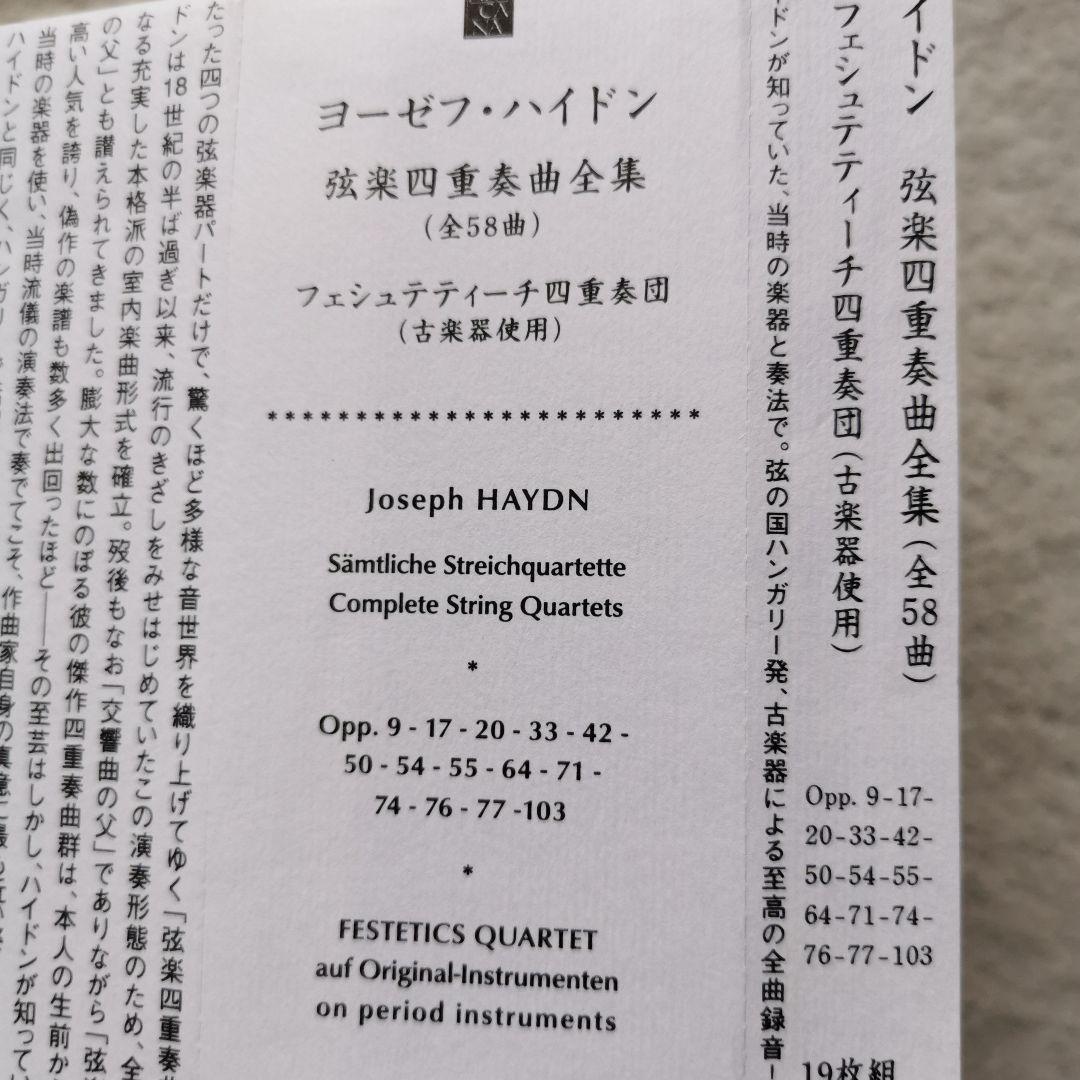 イドン 弦楽四重奏曲全集(全58曲)
フェシュテティーチ四重奏団(古楽器使用)
Opp. 9-17-
20-33-42-
50-54-55-
64-71-74-
76-77-103
19枚組
ドンが知っていた、当時の楽器と奏法で。弦の国ハンガリー発、古楽器による至高の全曲録音
ヨーゼフ・ハイドン
弦楽四重奏曲全集
(全58曲)
フェシュテティーチ四重奏団
(古楽器使用)
************************
Joseph HAYDN
Sämtliche Streichquartette
Complete String Quartets
*
Opp. 9 - 17 - 20 - 33 - 42 -
50 - 54 - 55 - 64 - 71 -
74 - 76 - 77 -103
*
FESTETICS QUARTET
auf Original-Instrumenten
on period instruments
たった四つの弦楽器パートだけで、驚くほど多様な音世界を織り上げてゆく「弦楽四重奏
ドンは18世紀の半ば過ぎ以来、流行のきざしをみせはじめていたこの演奏形態のため、全
なる充実した本格派の室内楽曲形式を確立。歿後もなお「交響曲の父」でありながら「弦
の父」とも讃えられてきました。膨大な数にのぼる彼の傑作四重奏曲群は、本人の生前か
高い人気を誇り、偽作の楽譜も数多く出回ったほど――その至芸はしかし、ハイドンが知って
当時の楽器を使い、当時流儀の演奏法で奏でてこそ、作曲家自身の真意に最も
ハイドンと同じく、ハンガリー